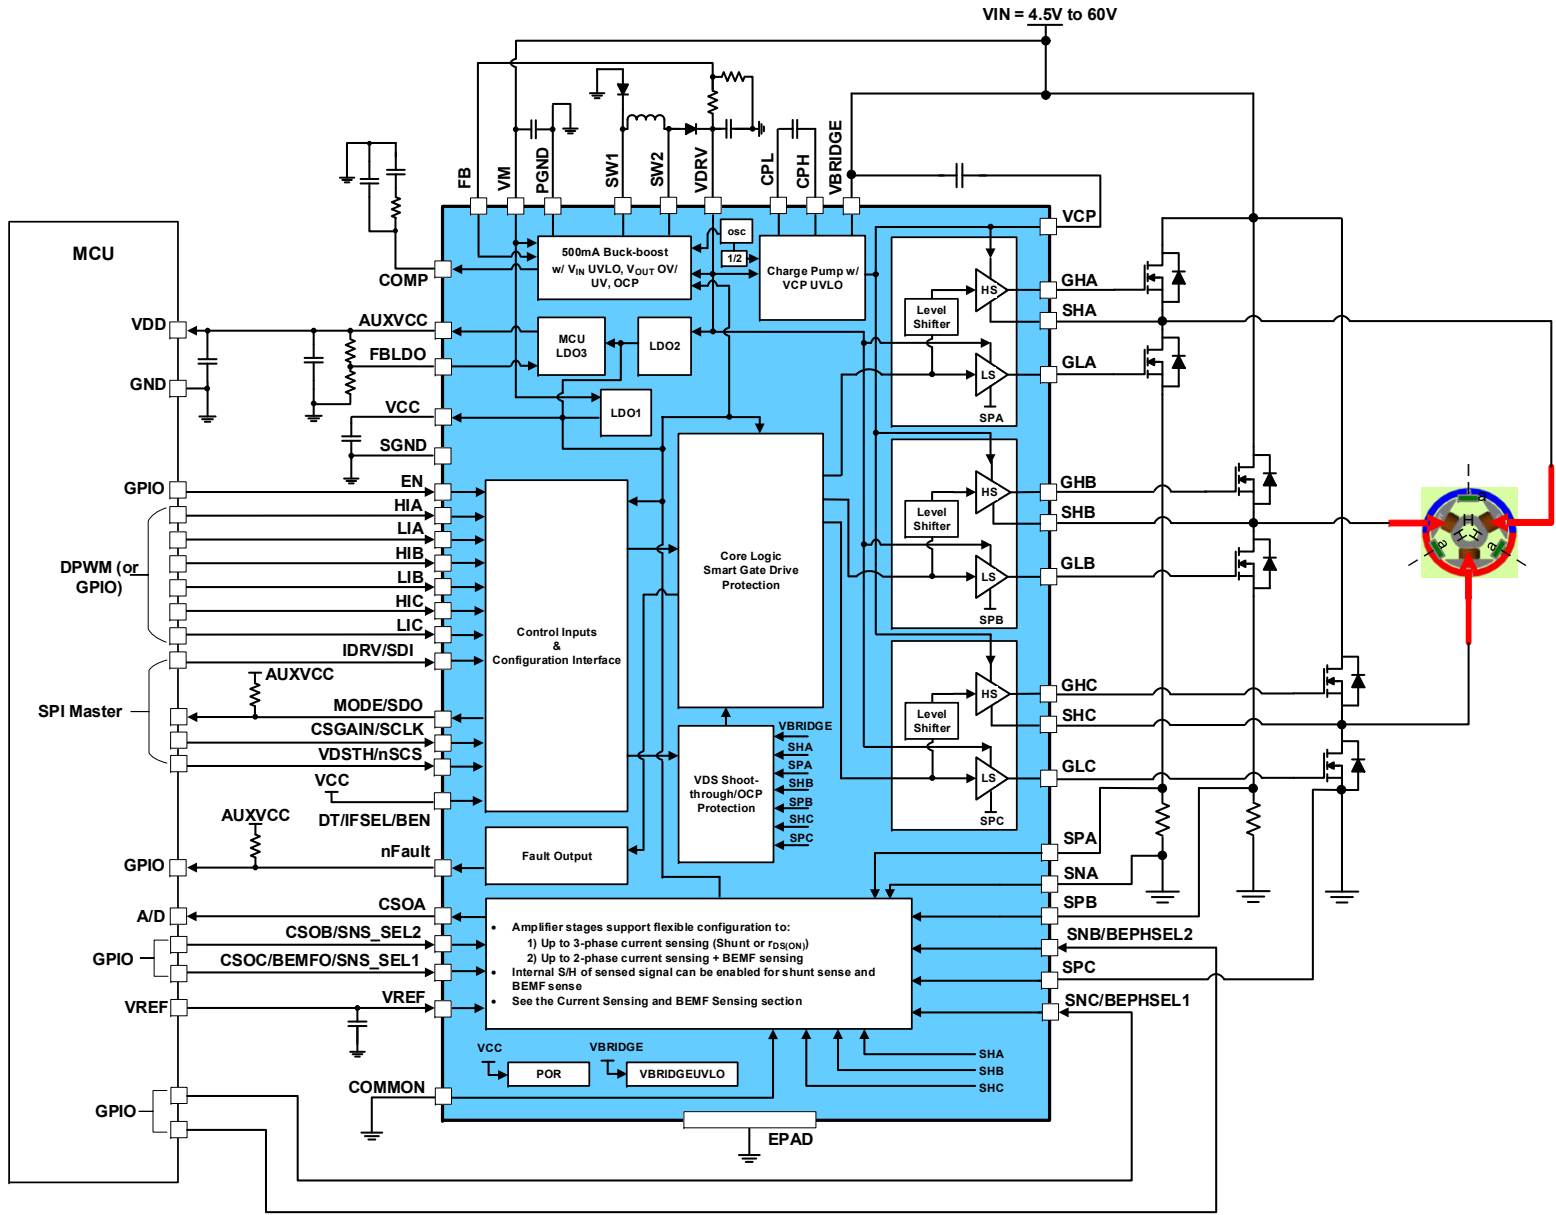 VIN = 4.5V to 60V
FB
VM
PGND
SW1
SW2
VDRV
CPL
CPH
VBRIDGE
MCU
COMP
500mA Buck-boost
w/ VIN UVLO, VOUT OV/
UV, OCP
osc
1/2
Charge Pump w/
VCP UVLO
VCP
HS
Level
Shifter
LS
SPA
GHA
SHA
GLA
VDD
AUXVCC
MCU
LDO3
LDO2
FBLDO
GND
LDO1
VCC
SGND
GPIO
EN
HIA
LIA
HIB
LIB
HIC
LIC
DPWM (or
GPIO)
IDRV/SDI
AUXVCC
SPI Master
MODE/SDO
CSGAIN/SCLK
VDSTH/nSCS
VCC
DT/IFSEL/BEN
Control Inputs
&
Configuration Interface
Core Logic
Smart Gate Drive
Protection
HS
Level
Shifter
LS
SPB
GHB
SHB
GLB
a
a
a
H
H
H
HS
Level
Shifter
LS
SPC
GHC
SHC
GLC
VDS Shoot-
through/OCP
Protection
VBRIDGE
SHA
SPA
SHB
SPB
SHC
SPC
AUXVCC
GPIO
nFault
Fault Output
SPA
SNA
SPB
SNB/BEPHSEL2
SPC
SNC/BEPHSEL1
A/D
CSOA
GPIO
CSOB/SNS_SEL2
CSOC/BEMFO/SNS_SEL1
VREF
VREF
• Amplifier stages support flexible configuration to:
1) Up to 3-phase current sensing (Shunt or rDS(ON))
2) Up to 2-phase current sensing + BEMF sensing
• Internal S/H of sensed signal can be enabled for shunt sense and
BEMF sense
• See the Current Sensing and BEMF Sensing section
VCC
POR
VBRIDGE
VBRIDGEUVLO
SHA
SHB
SHC
COMMON
GPIO
EPAD